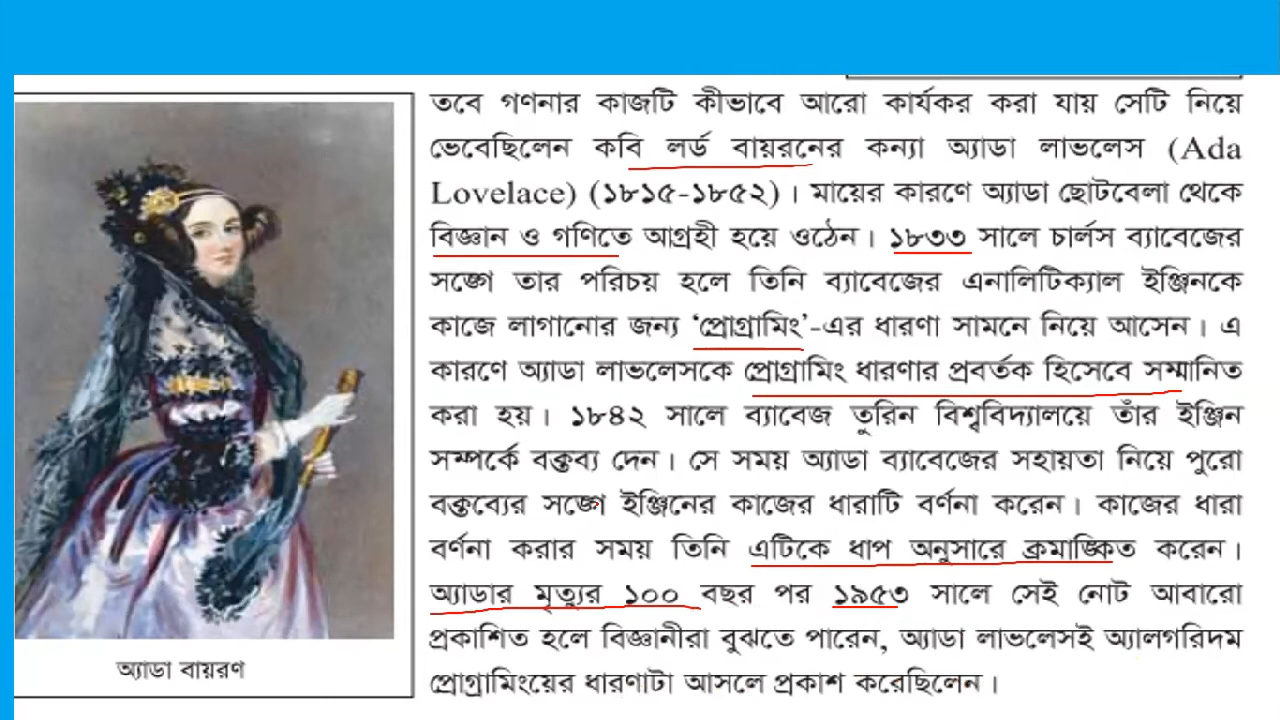 তবে গণনার কাজটি কীভাবে আরো কার্যকর করা যায় সেটি নিয়ে
ভেবেছিলেন কবি লর্ড বায়রনের কন্যা অ্যাডা লাভলেস (Ada
Lovelace) (১৮১৫-১৮৫২)। মায়ের কারণে অ্যাডা ছোটবেলা থেকে
বিজ্ঞান ও গণিতে আগ্রহী হয়ে ওঠেন। ১৮৩৩ সালে চার্লস ব্যাবেজের
সঙ্গে তার পরিচয় হলে তিনি ব্যাবেজের এনালিটিক্যাল ইঞ্জিনকে
কাজে লাগানোর জন্য ‘প্রোগ্রামিং’-এর ধারণা সামনে নিয়ে আসেন। এ
কারণে অ্যাডা লাভলেসকে প্রোগ্রামিং ধারণার প্রবর্তক হিসেবে সম্মানিত
করা হয়। ১৮৪২ সালে ব্যাবেজ তুরিন বিশ্ববিদ্যালয়ে তাঁর ইঞ্জিন
সম্পর্কে বক্তব্য দেন। সে সময় অ্যাডা ব্যাবেজের সহায়তা নিয়ে পুরো
বক্তব্যের সঙ্গে ইঞ্জিনের কাজের ধারাটি বর্ণনা করেন। কাজের ধারা
বর্ণনা করার সময় তিনি এটিকে ধাপ অনুসারে ক্রমাঙ্কিত করেন।
অ্যাডার মৃত্যুর ১০০ বছর পর ১৯৫৩ সালে সেই নোট আবারো
প্রকাশিত হলে বিজ্ঞানীরা বুঝতে পারেন, অ্যাডা লাভলেসই অ্যালগরিদম
প্রোগ্রামিংয়ের ধারণাটা আসলে প্রকাশ করেছিলেন।
অ্যাডা বায়রণ